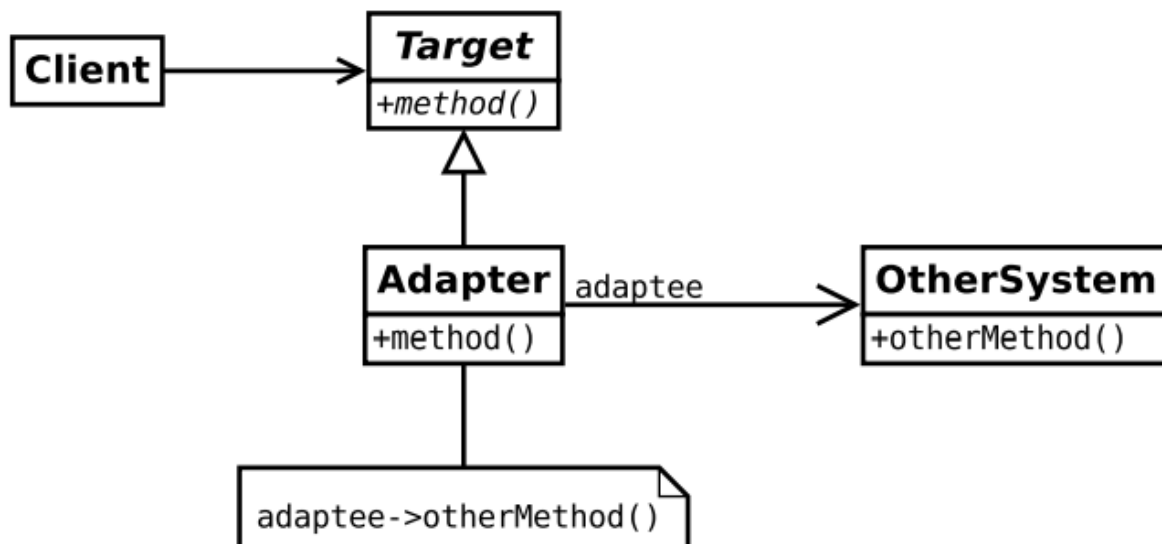 Client
Target
+method()
Adapter
+method()
adaptee
OtherSystem
+otherMethod()
adaptee->otherMethod()